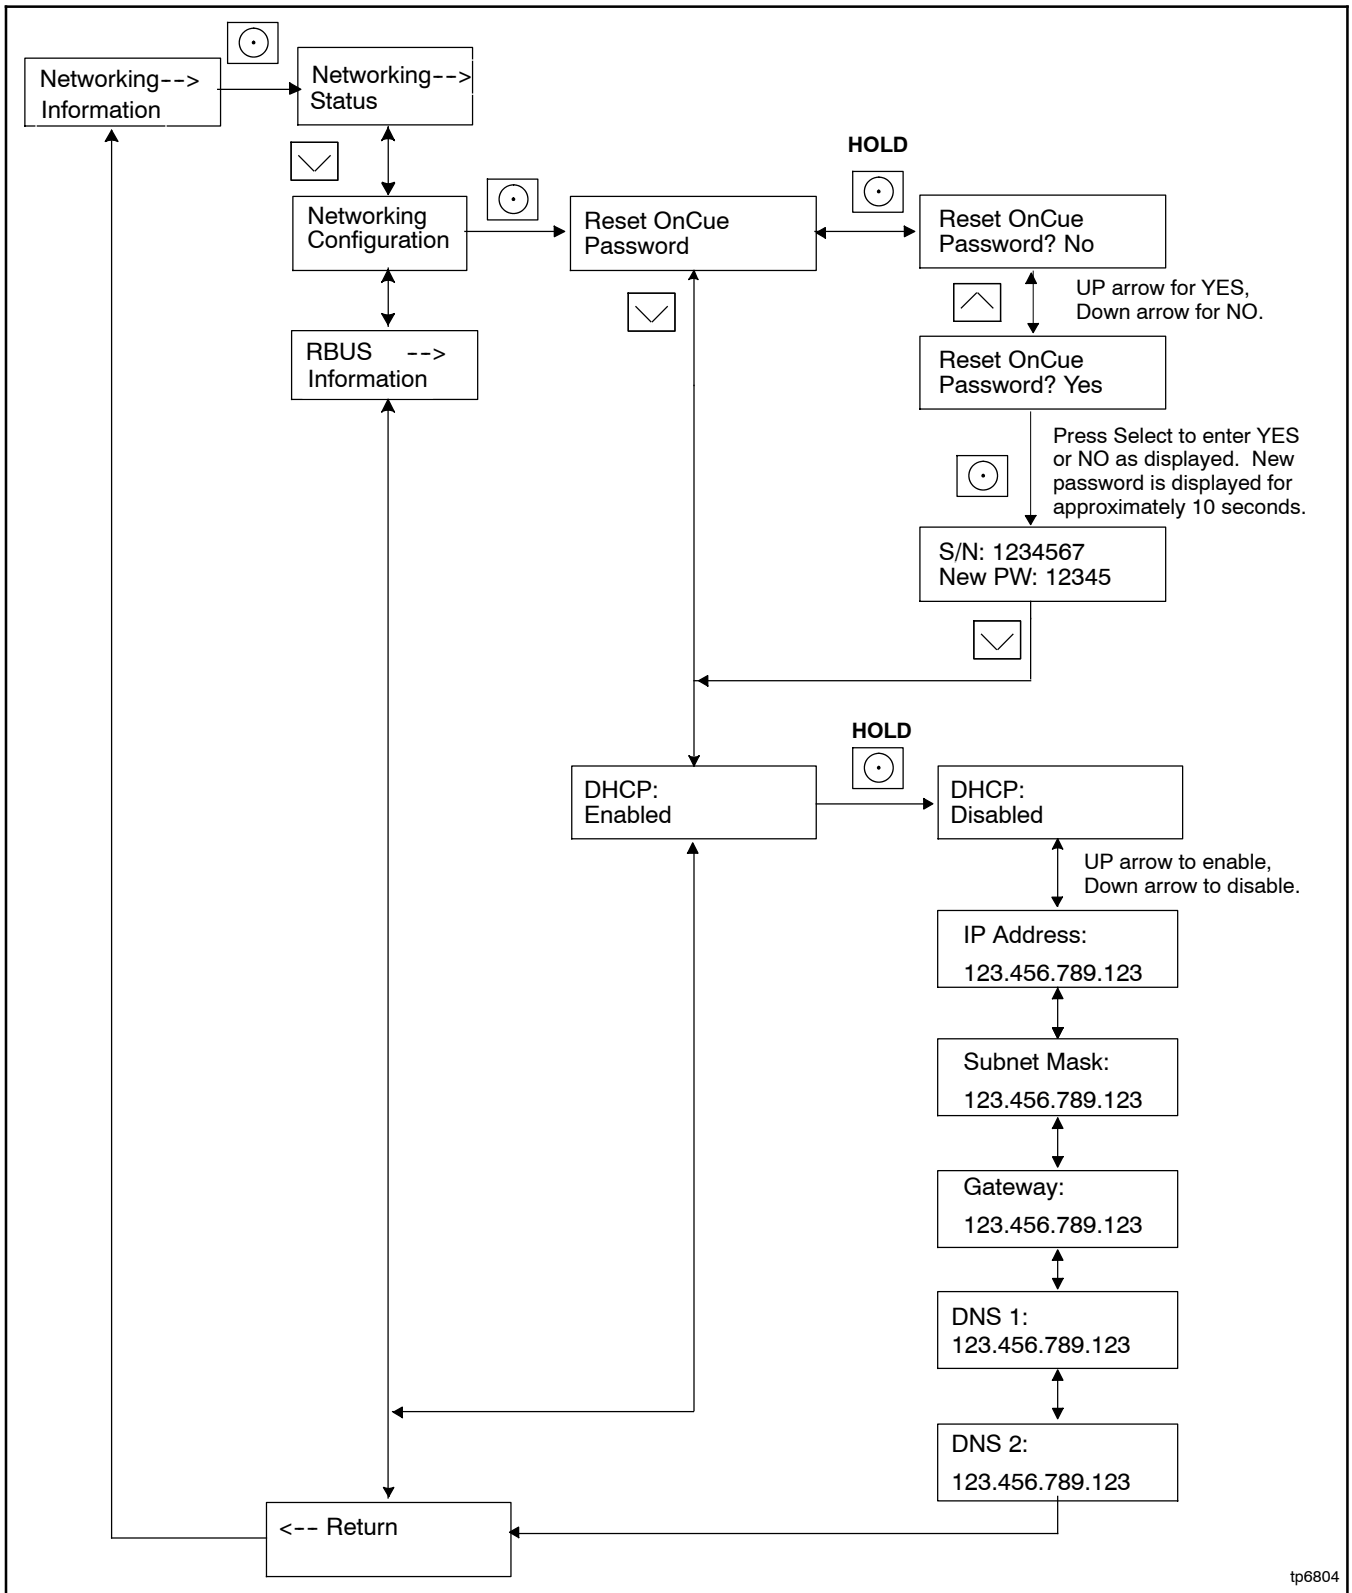 Networking-->
Information
Networking-->
Status
Networking
Configuration
RBUS -->
Information
Reset OnCue
Password
HOLD
Reset OnCue
Password? No
UP arrow for YES,
Down arrow for NO.
Reset OnCue
Password? Yes
Press Select to enter YES
or NO as displayed. New
password is displayed for
approximately 10 seconds.
S/N: 1234567
New PW: 12345
DHCP:
Enabled
HOLD
DHCP:
Disabled
UP arrow to enable,
Down arrow to disable.
IP Address:
123.456.789.123
Subnet Mask:
123.456.789.123
Gateway:
123.456.789.123
DNS 1:
123.456.789.123
DNS 2:
123.456.789.123
<-- Return
tp6804